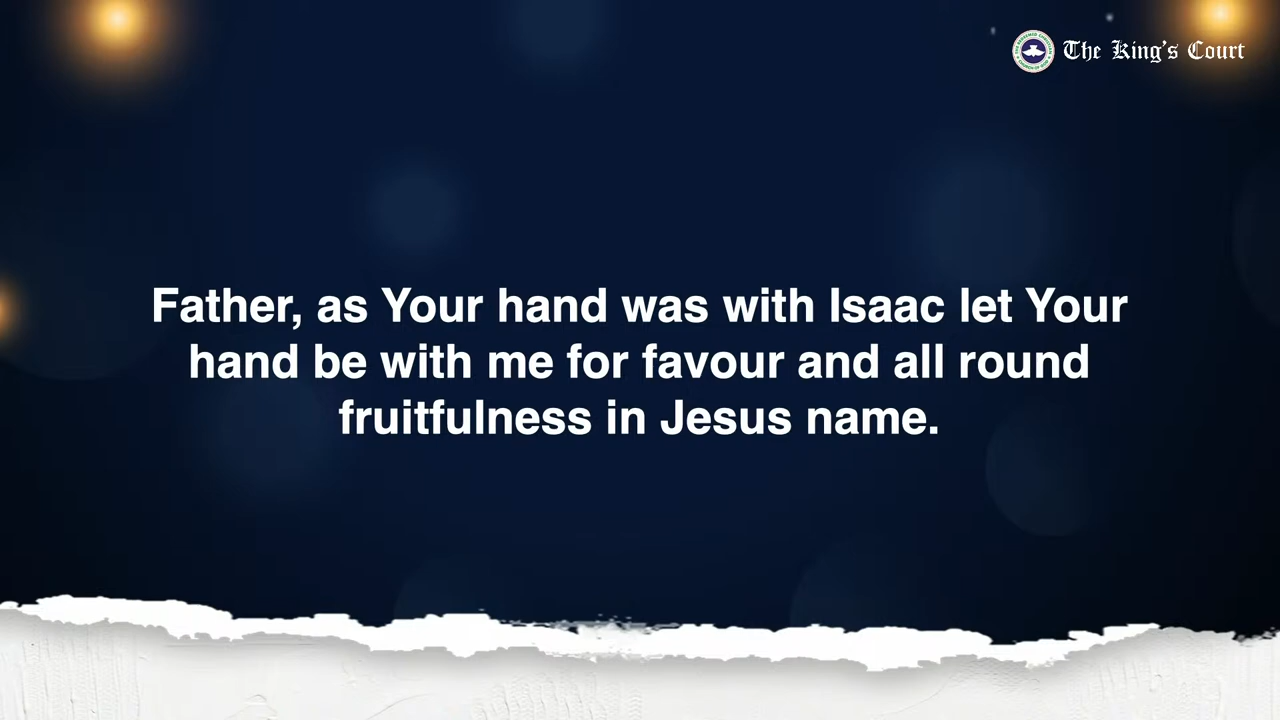 The King's Court
Father, as Your hand was with Isaac let Your
hand be with me for favour and all round
fruitfulness in Jesus name.